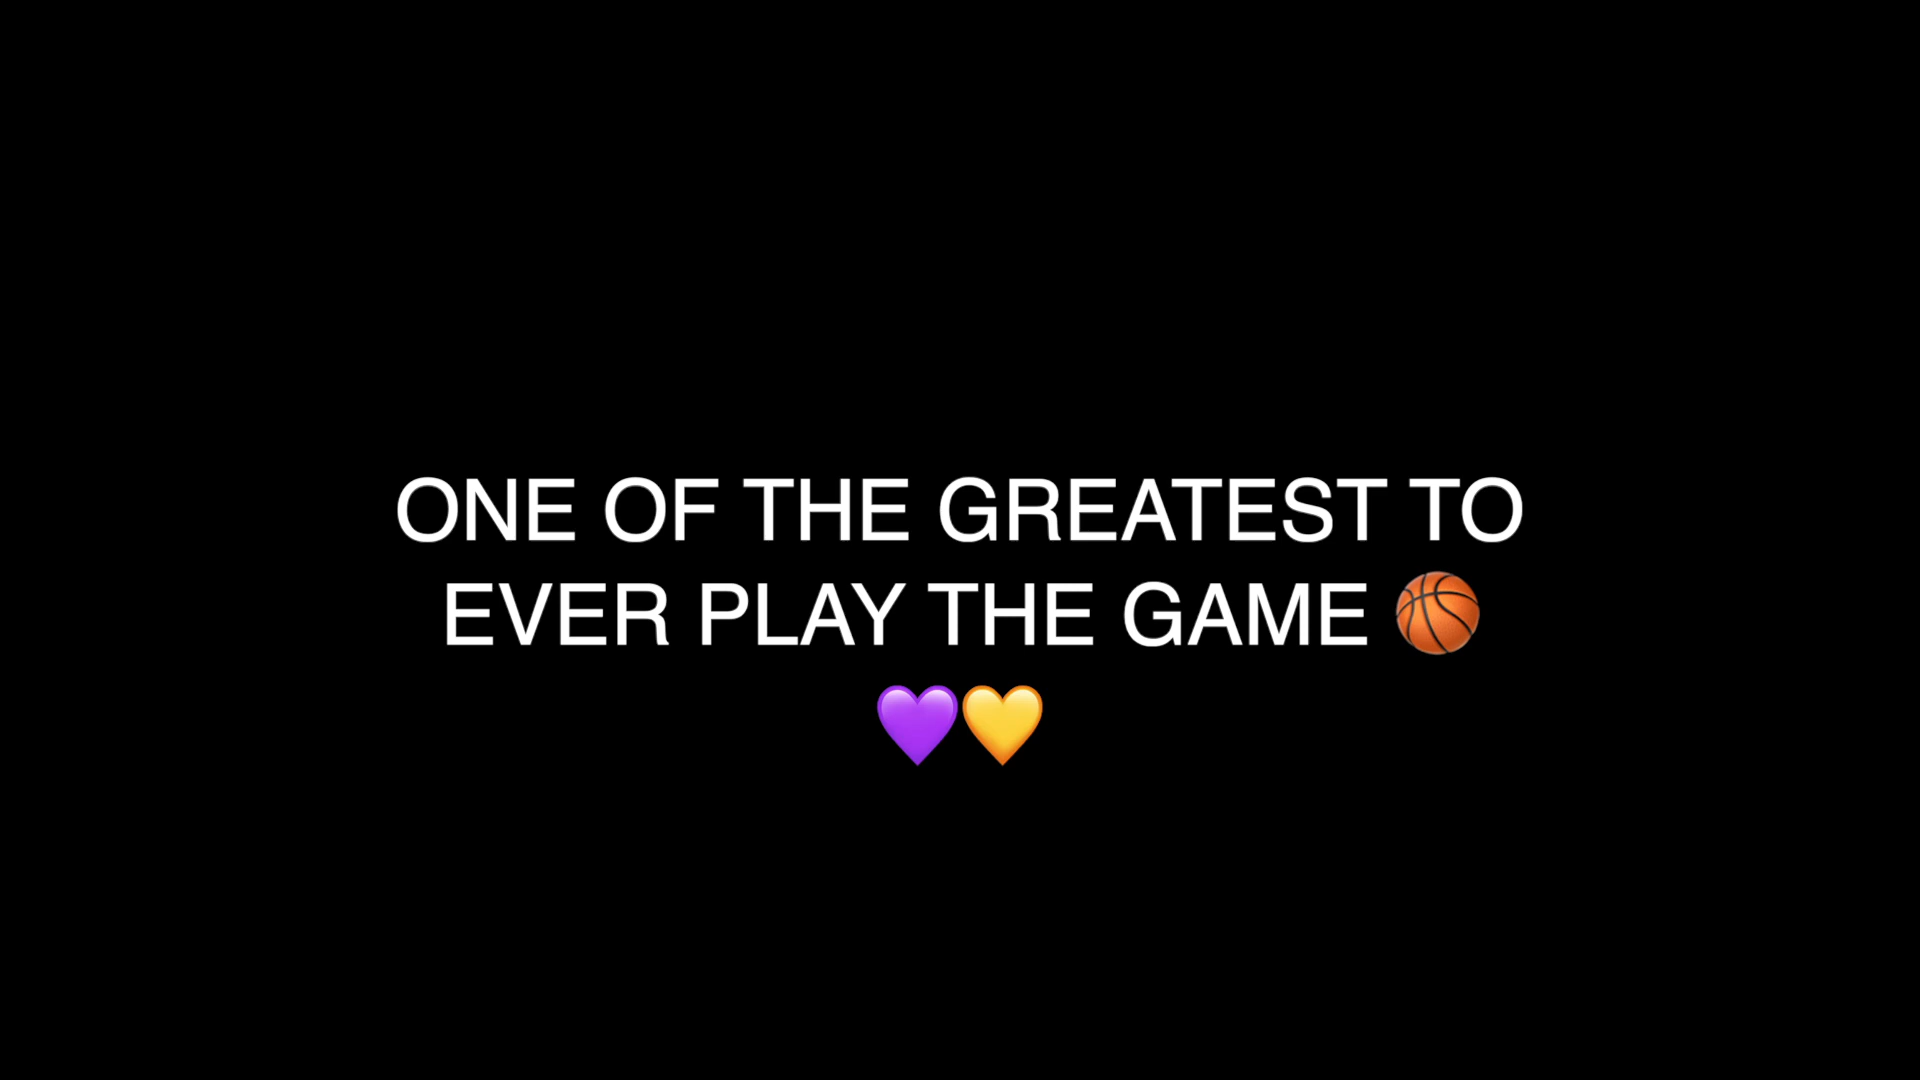 ONE OF THE GREATEST TO
EVER PLAY THE GAME 🏀
💜💛